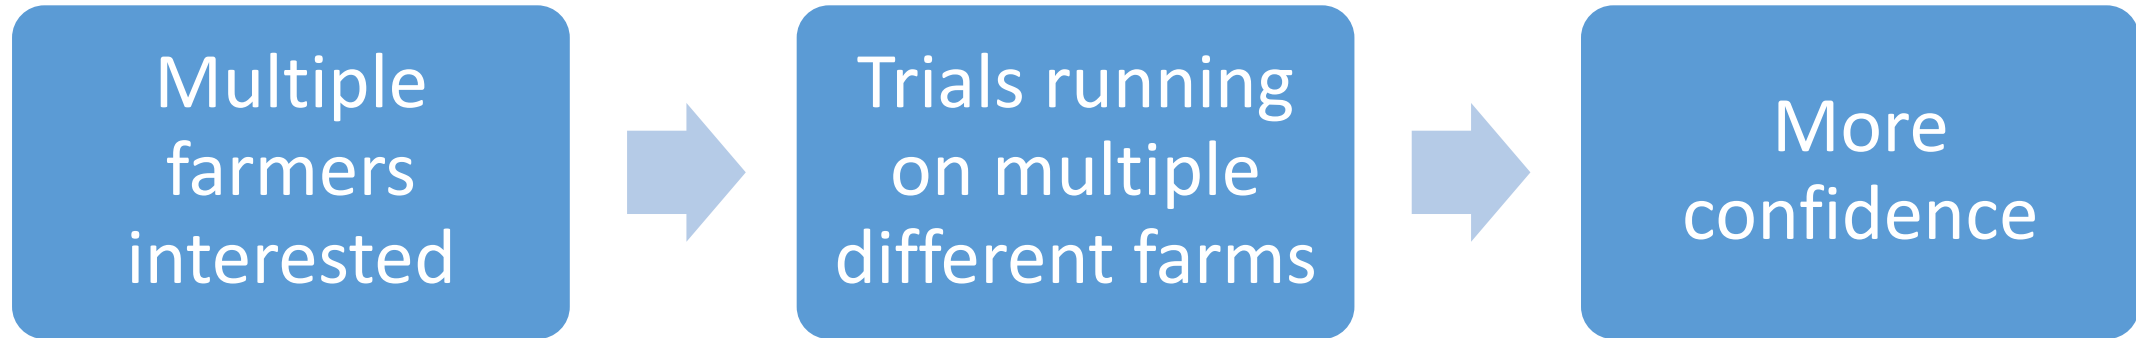 Multiple
farmers
interested
Trials running
on multiple
different farms
More
confidence